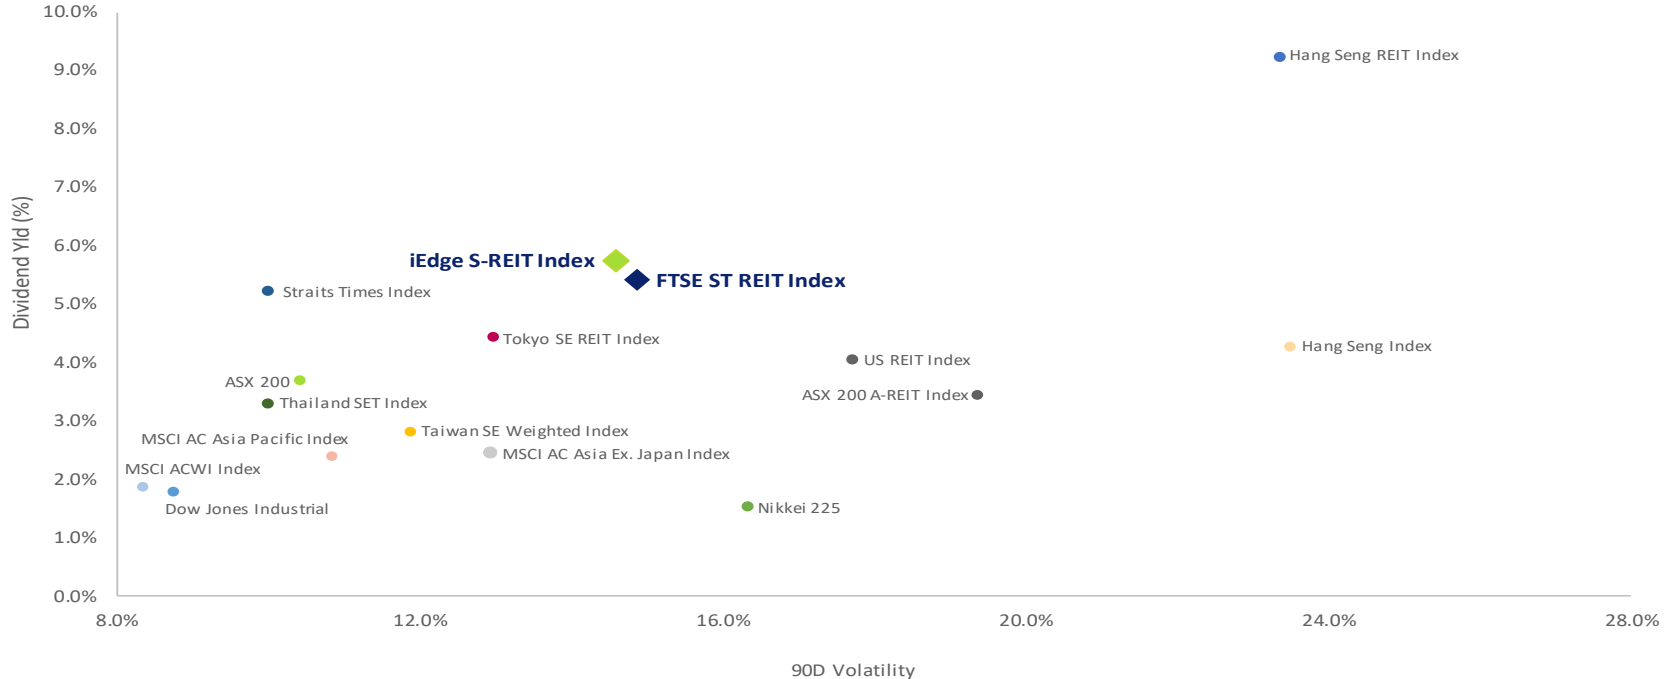 10.0%
9.0%
8.0%
7.0%
6.0%
5.0%
4.0%
3.0%
2.0%
1.0%
0.0%
Dividend Yld (%)
Hang Seng REIT Index
iEdge S-REIT Index
FTSE ST REIT Index
Straits Times Index
Tokyo SE REIT Index
Hang Seng Index
US REIT Index
ASX 200
ASX 200 A-REIT Index
Thailand SET Index
Taiwan SE Weighted Index
MSCI AC Asia Pacific Index
MSCI AC Asia Ex. Japan Index
MSCI ACWI Index
Dow Jones Industrial
Nikkei 225
8.0%
12.0%
16.0%
20.0%
24.0%
28.0%
90D Volatility